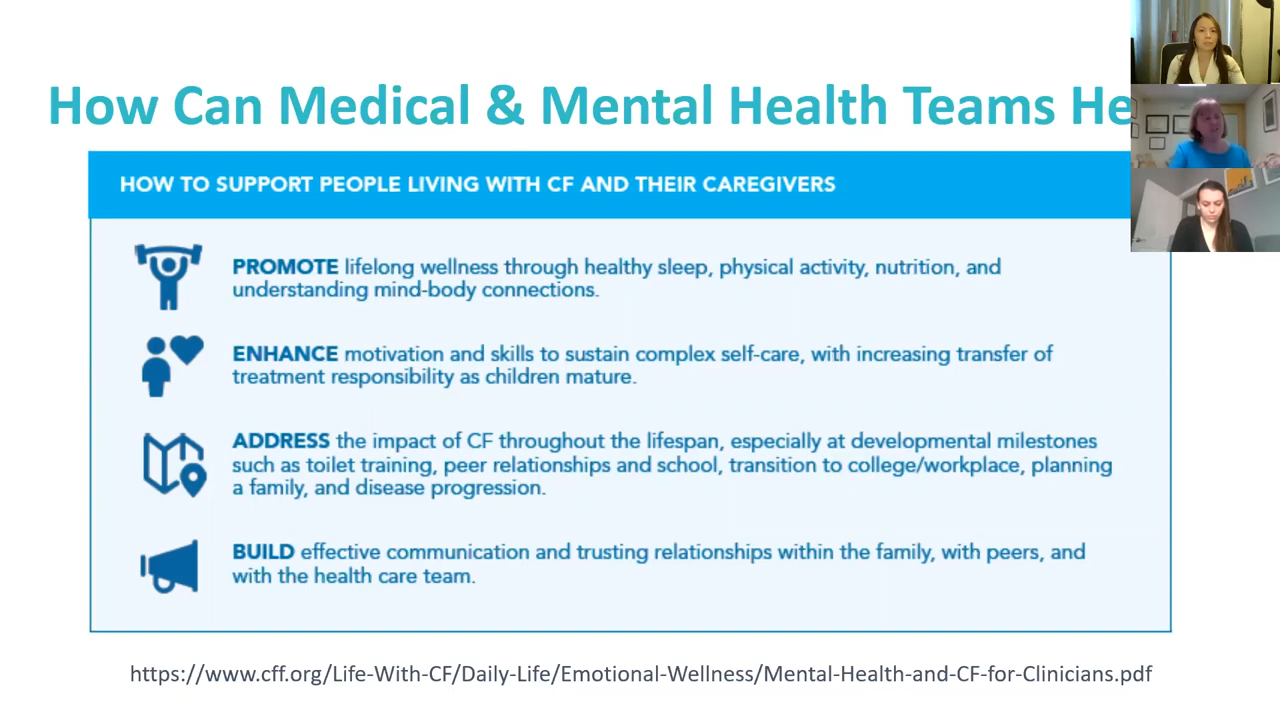 How Can Medical & Mental Health Teams He
HOW TO SUPPORT PEOPLE LIVING WITH CF AND THEIR CAREGIVERS
PROMOTE lifelong wellness through healthy sleep, physical activity, nutrition, and
understanding mind-body connections.
ENHANCE motivation and skills to sustain complex self-care, with increasing transfer of
treatment responsibility as children mature.
ADDRESS the impact of CF throughout the lifespan, especially at developmental milestones
such as toilet training, peer relationships and school, transition to college/workplace, planning
a family, and disease progression.
BUILD effective communication and trusting relationships within the family, with peers, and
with the health care team.
https://www.cff.org/Life-With-CF/Daily-Life/Emotional-Wellness/Mental-Health-and-CF-for-Clinicians.pdf